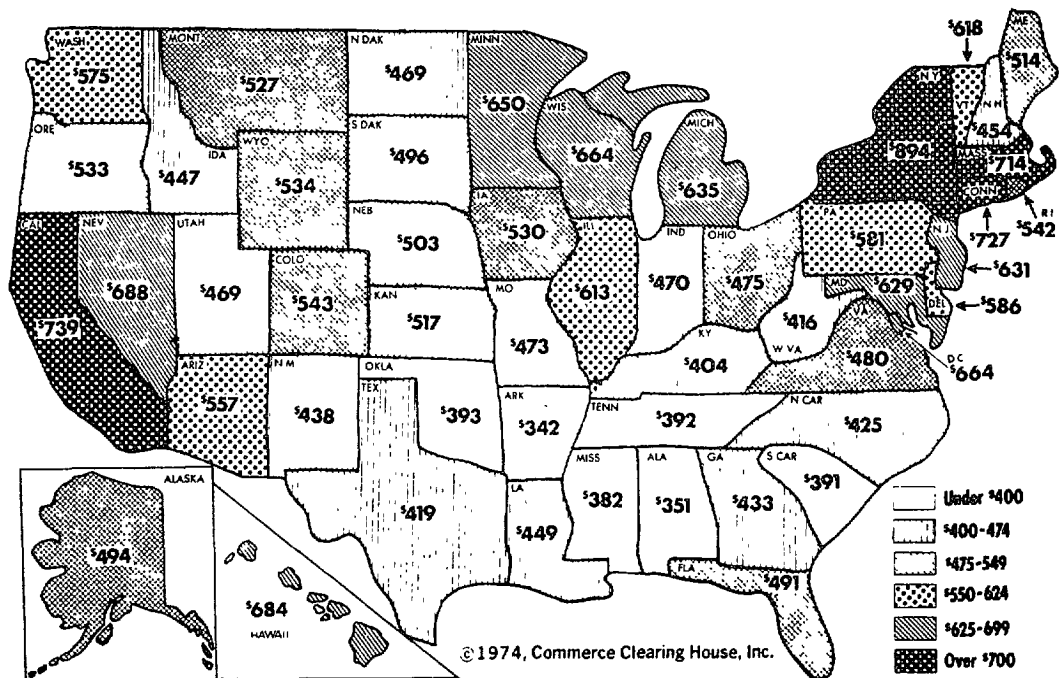 WASH
$575
ORE
$533
CAL
$739
NEV
$688
IDA
$447
MONT
$527
WYO
$534
UTAH
$469
COLO
$543
ARIZ
$557
N M
$438
N DAK
$469
S DAK
$496
NEB
$503
KAN
$517
OKLA
$393
TEX
$419
MINN
$650
IA
$530
MO
$473
ARK
$342
LA
$449
WIS
$664
ILL
$613
MICH
$635
IND
$470
OHIO
$475
KY
$404
TENN
$392
MISS
$382
ALA
$351
GA
$433
FLA
$491
S CAR
$391
N CAR
$425
VA
$480
W VA
$416
MD
$629
DEL
$586
D C
$664
PA
$581
N J
$631
N Y
$894
CONN
$727
R I
$542
MASS
$714
VT
$618
N H
$454
ME
$514
ALASKA
$494
$684
HAWAII
Under $400
$400-474
$475-549
$550-624
$625-699
Over $700
©1974, Commerce Clearing House, Inc.